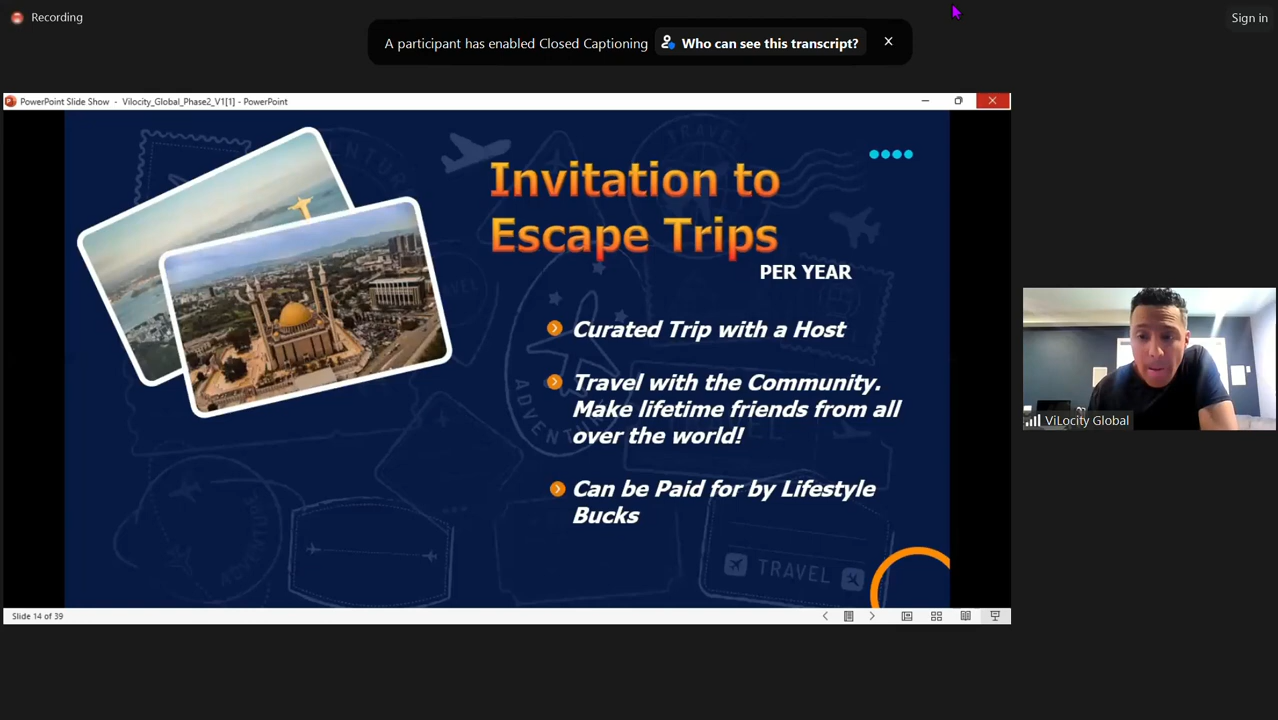 Recording
Sign in
A participant has enabled Closed Captioning
Who can see this transcript?
PowerPoint Slide Show - Vilocity_Global_Phase2_V1[1] - PowerPoint
Invitation to
Escape Trips
PER YEAR
Curated Trip with a Host
Travel with the Community.
Make lifetime friends from all
over the world!
Can be Paid for by Lifestyle
Bucks
ADVENTURE
TRAVEL
TRAVEL
ViLocity Global
Slide 14 of 39